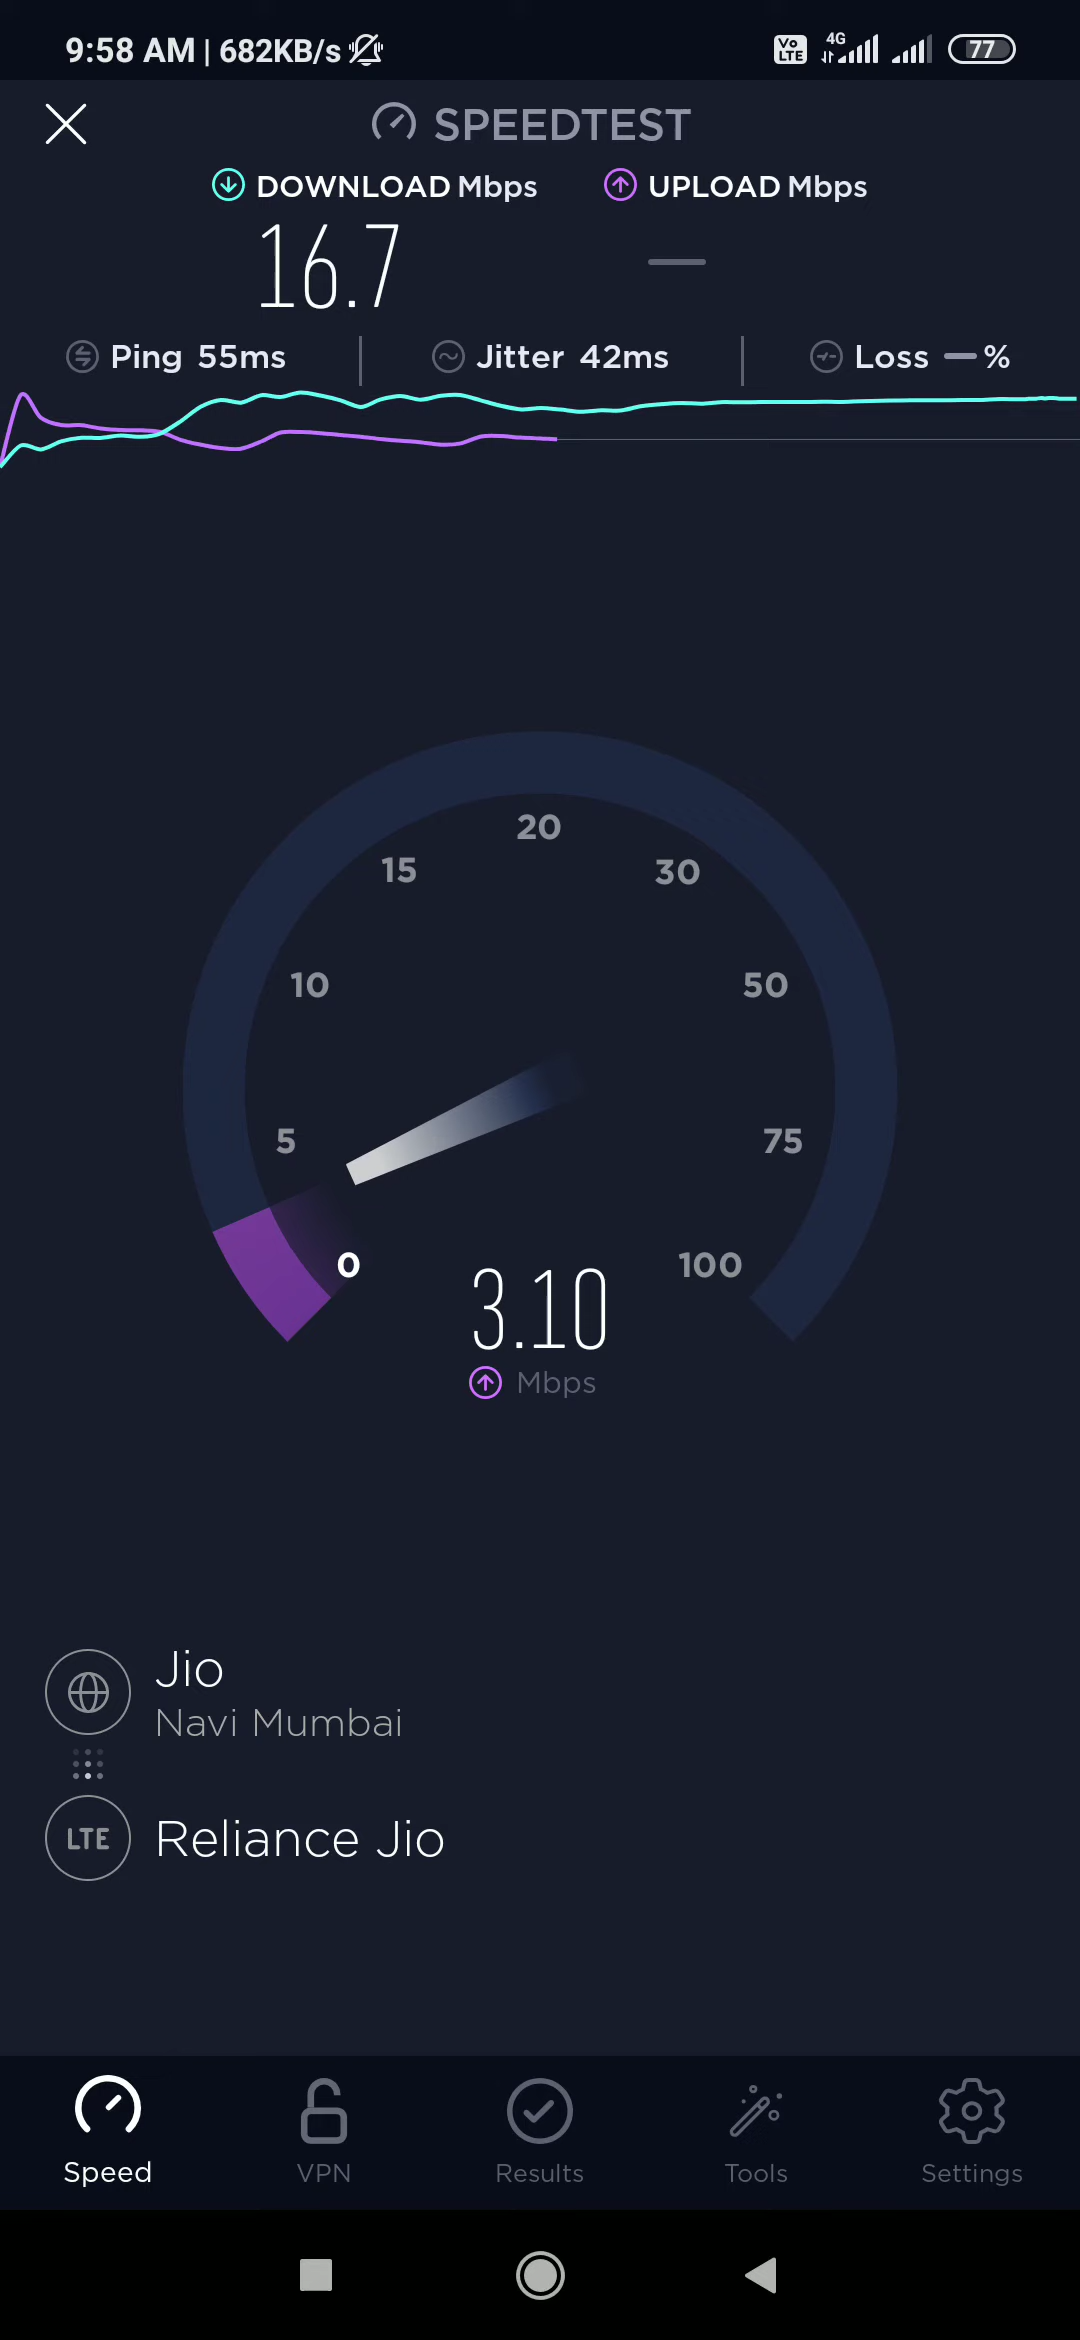 9:58 AM | 682KB/s Vo LTE 4G 77
SPEEDTEST
DOWNLOAD Mbps UPLOAD Mbps
16.7 —
Ping 55ms Jitter 42ms Loss — %
20
15 30
10 50
5 75
0 100
3.10
Mbps
Jio
Navi Mumbai
LTE Reliance Jio
Speed VPN Results Tools Settings